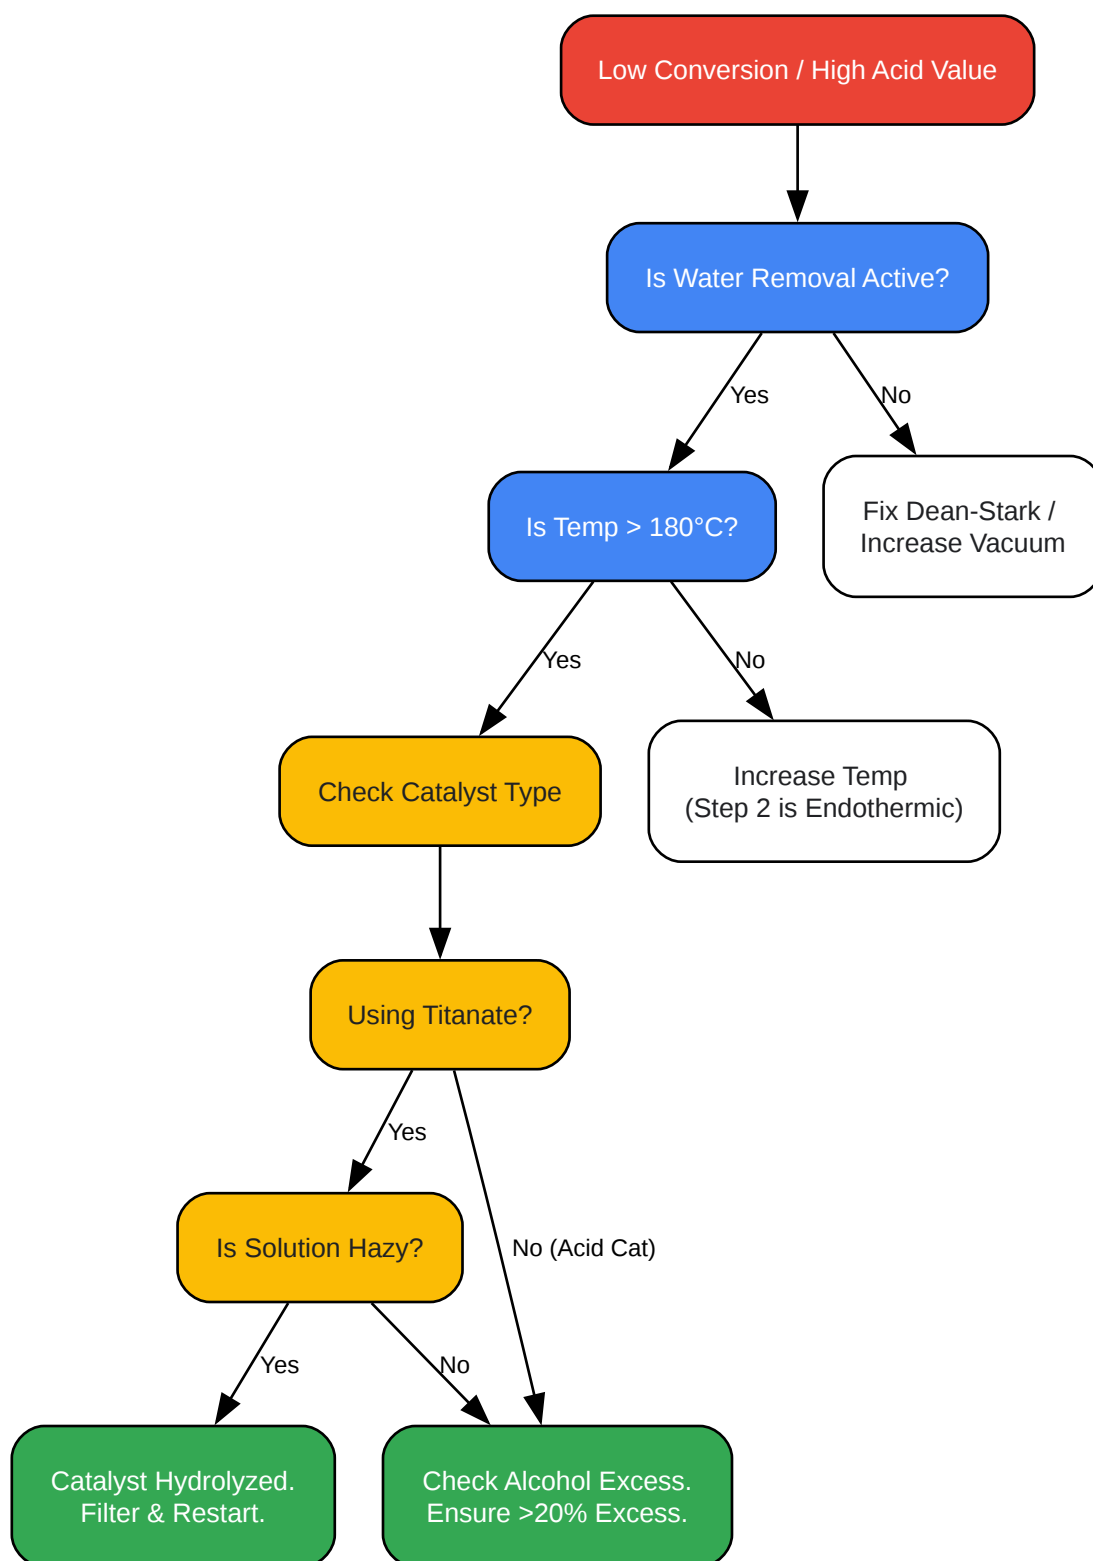 Low Conversion / High Acid Value
Is Water Removal Active?
Yes
No
Is Temp > 180°C?
Fix Dean-Stark /
Increase Vacuum
Yes
No
Check Catalyst Type
Increase Temp
(Step 2 is Endothermic)
Using Titanate?
Yes
No (Acid Cat)
Is Solution Hazy?
Yes
No
Catalyst Hydrolyzed.
Filter & Restart.
Check Alcohol Excess.
Ensure >20% Excess.